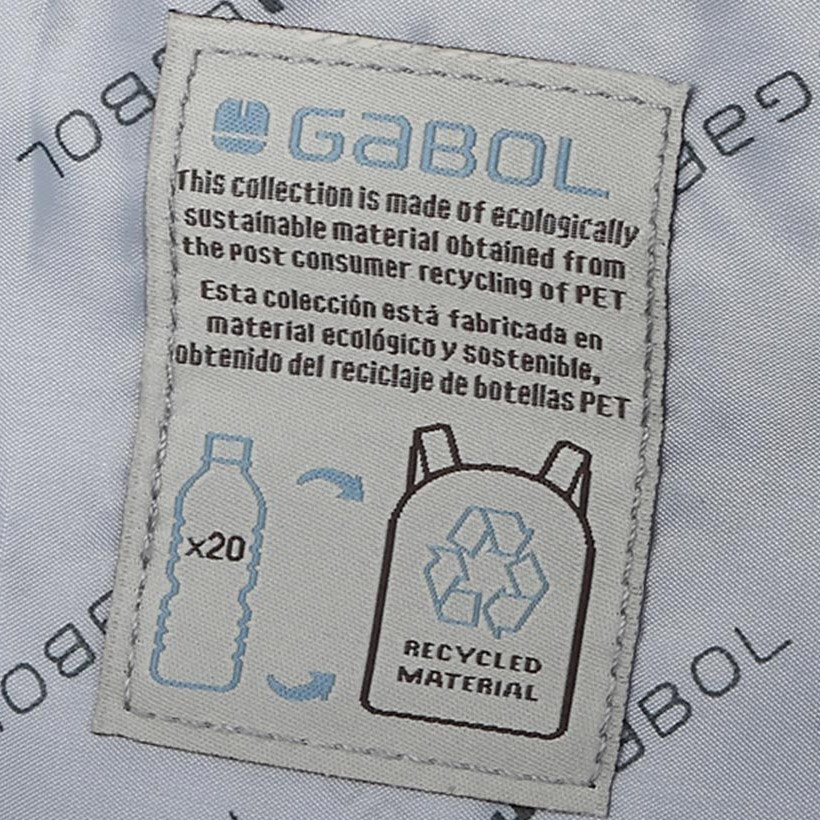 GaBOL
This collection is made of ecologically
sustainable material obtained from
the post consumer recycling of PET
Esta colección está fabricada en
material ecológico y sostenible,
obtenido del reciclaje de botellas PET
x20
RECYCLED
MATERIAL